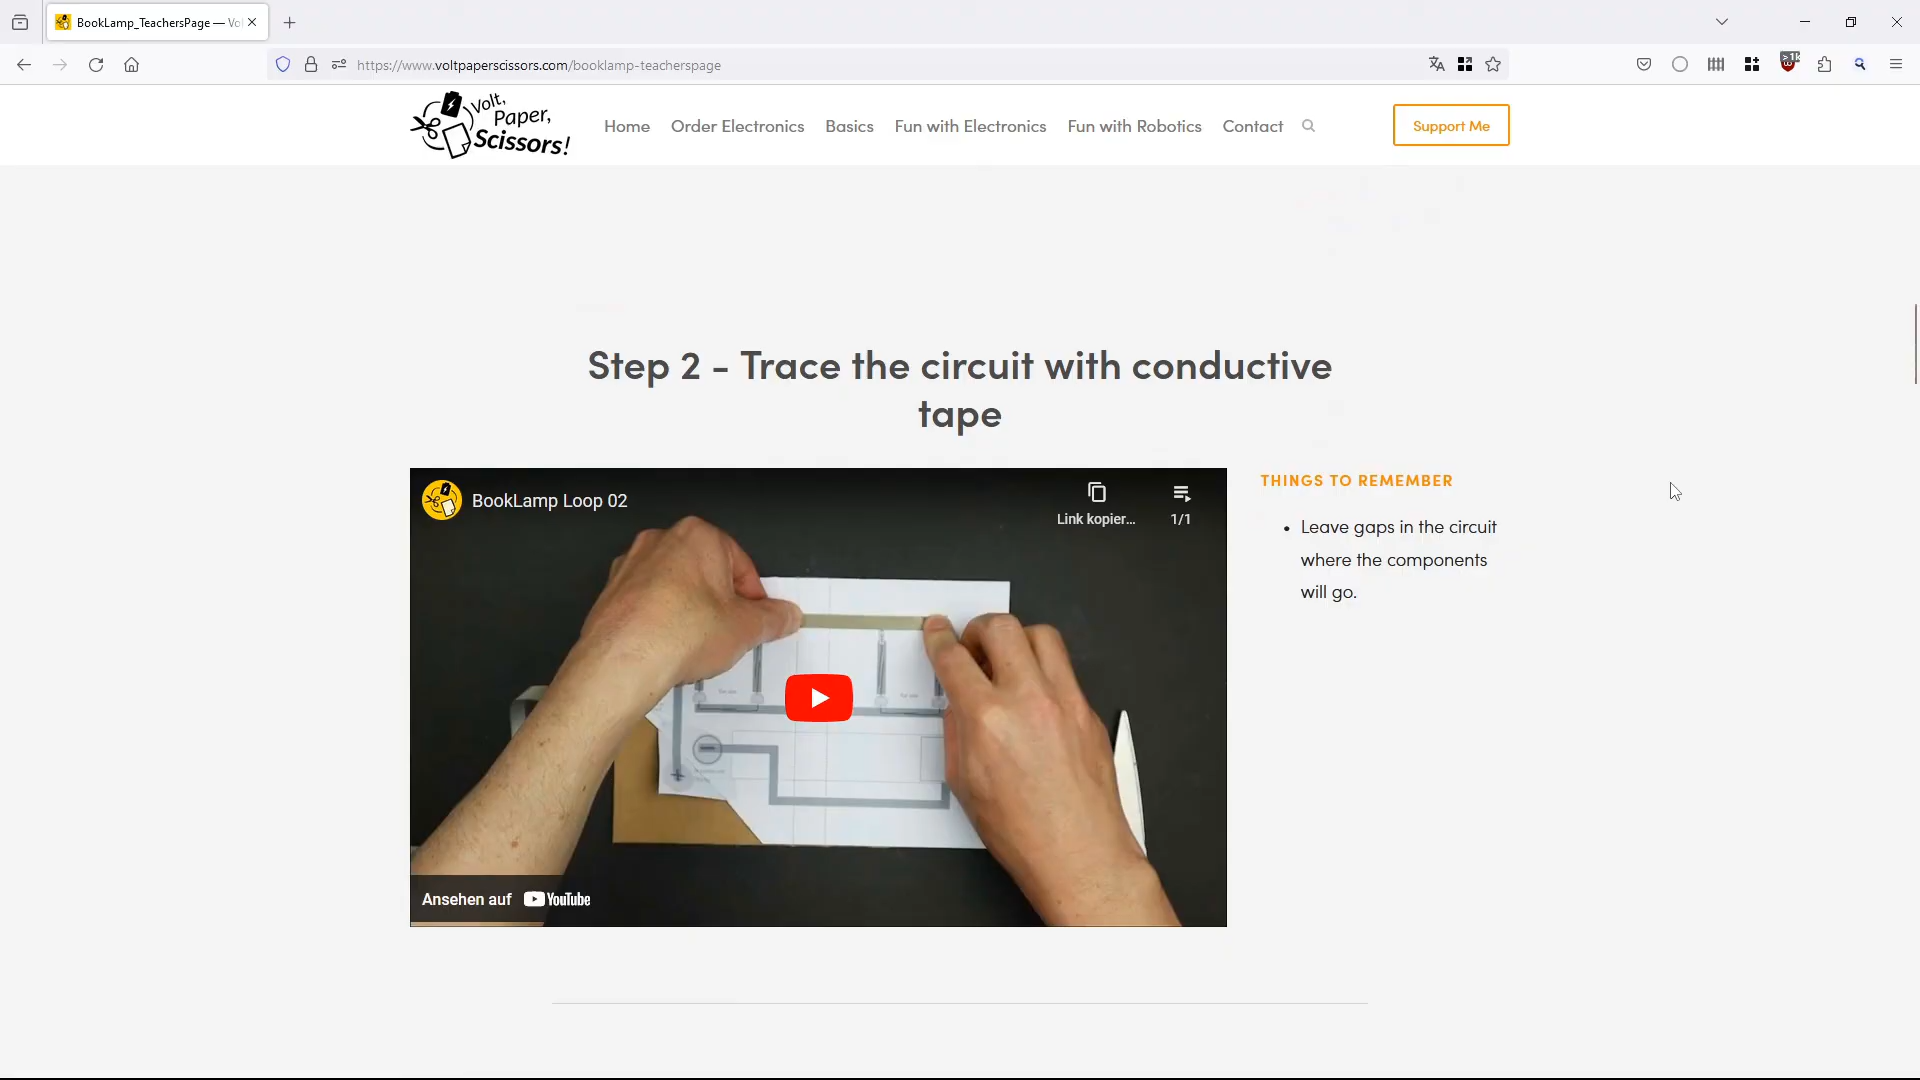 BookLamp_TeachersPage — Vo
https://www.voltpaperscissors.com/booklamp-teacherspage
>1k
Volt,
Paper,
Scissors!
Home
Order Electronics
Basics
Fun with Electronics
Fun with Robotics
Contact
Support Me
Step 2 - Trace the circuit with conductive
tape
BookLamp Loop 02
Link kopier...
1/1
THINGS TO REMEMBER
• Leave gaps in the circuit
where the components
will go.
Ansehen auf YouTube